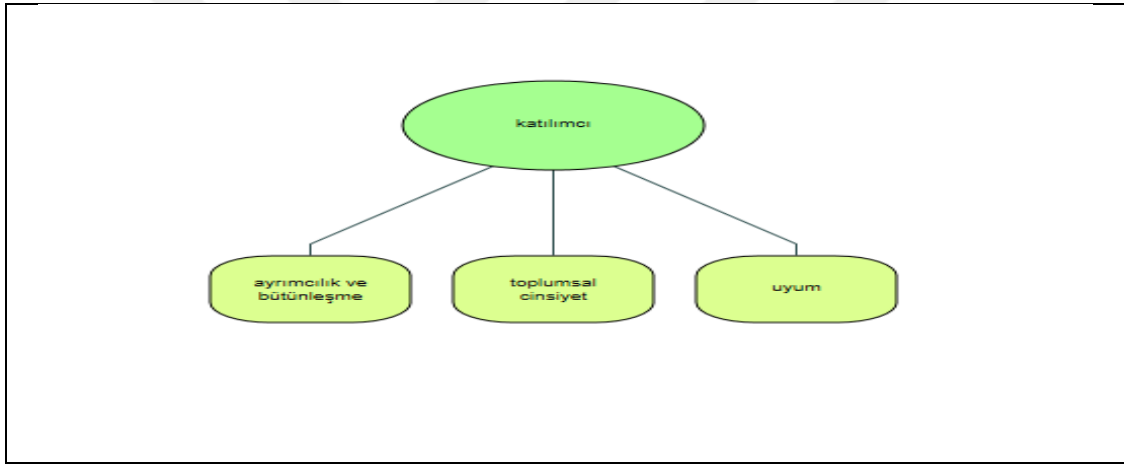 katılımcı
ayrımcılık ve
bütünleşme
toplumsal
cinsiyet
uyum